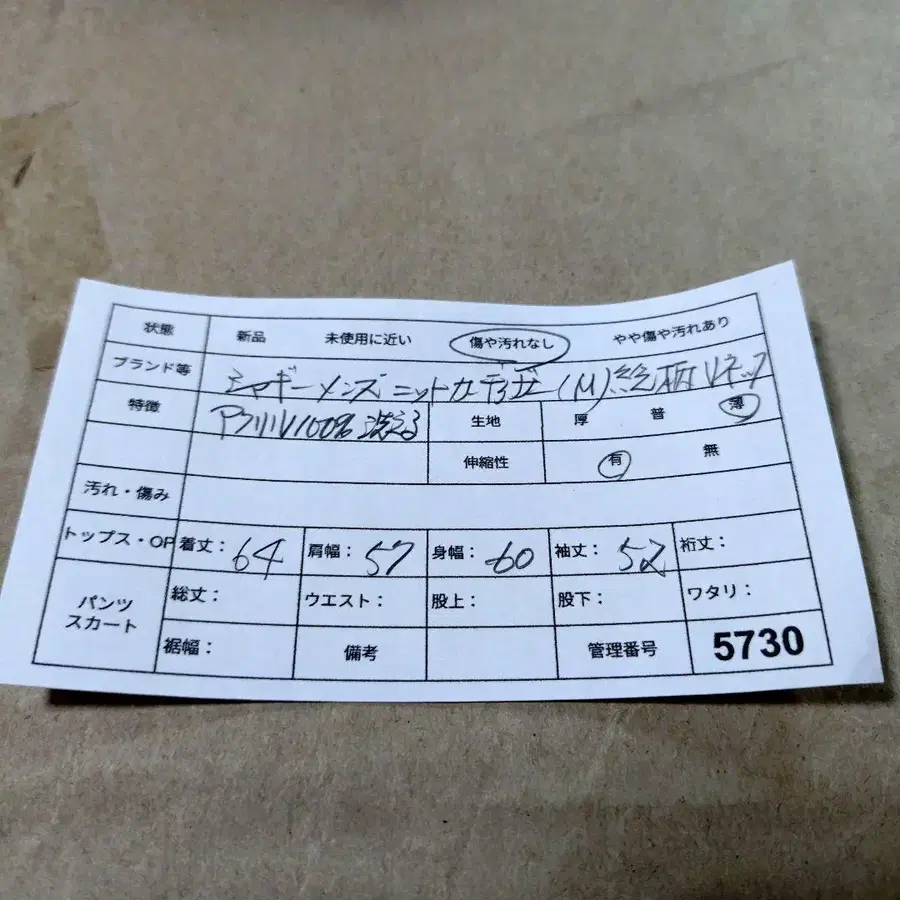 状態 新品 未使用に近い 傷や汚れなし やや傷や汚れあり
ブランド等 シャギーメンズニットカーデガン(M)総柄Vネック
特徴 アクリル100% 洗える 生地 厚 普 薄
伸縮性 有 無
汚れ・傷み
トップス・OP 着丈: 64 肩幅: 57 身幅: 60 袖丈: 52 裄丈:
パンツ スカート 総丈: ウエスト: 股上: 股下: ワタリ:
裾幅: 備考 管理番号 5730